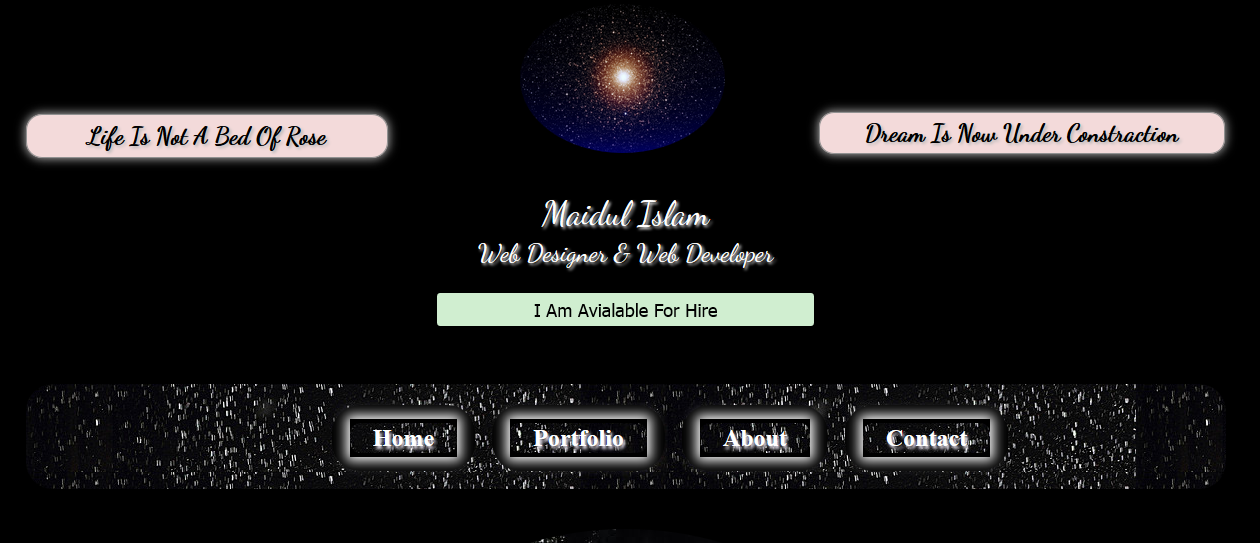 Life Is Not A Bed Of Rose
Dream Is Now Under Constraction
Maidul Islam
Web Designer & Web Developer
I Am Avialable For Hire
Home
Portfolio
About
Contact